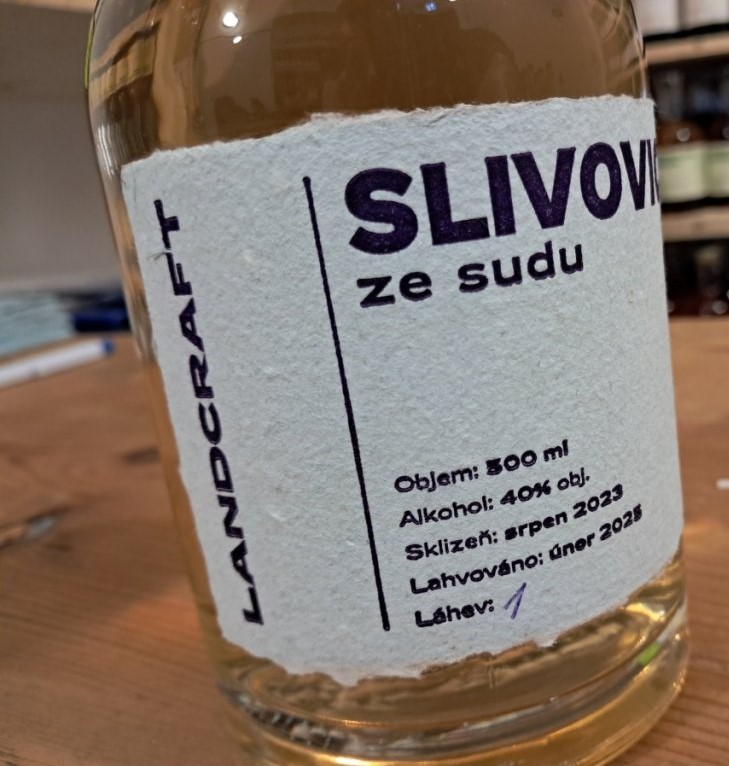 LANDCRAFT
SLIVOVI
ze sudu
Objem: 500 ml
Alkohol: 40% obj.
Sklizeň: srpen 2023
Lahvováno: únor 2025
Láhev: 1